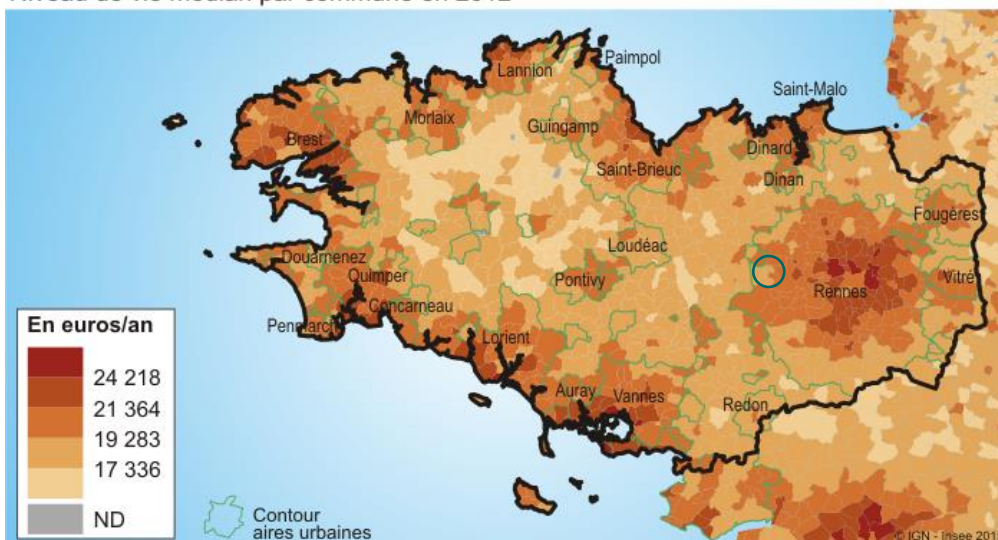 Paimpol
Lannion
Saint-Malo
Morlaix
Guingamp
Brest
Dinard
Saint-Brieuc
Dinan
Fougères
Loudéac
Douarnenez
Quimper
Pontivy
Vitré
Rennes
Concarneau
Penmarch
En euros/an
Lorient
24 218
21 364
Auray
Vannes
Redon
19 283
17 336
ND
Contour
aires urbaines
© IGN - Insee 201